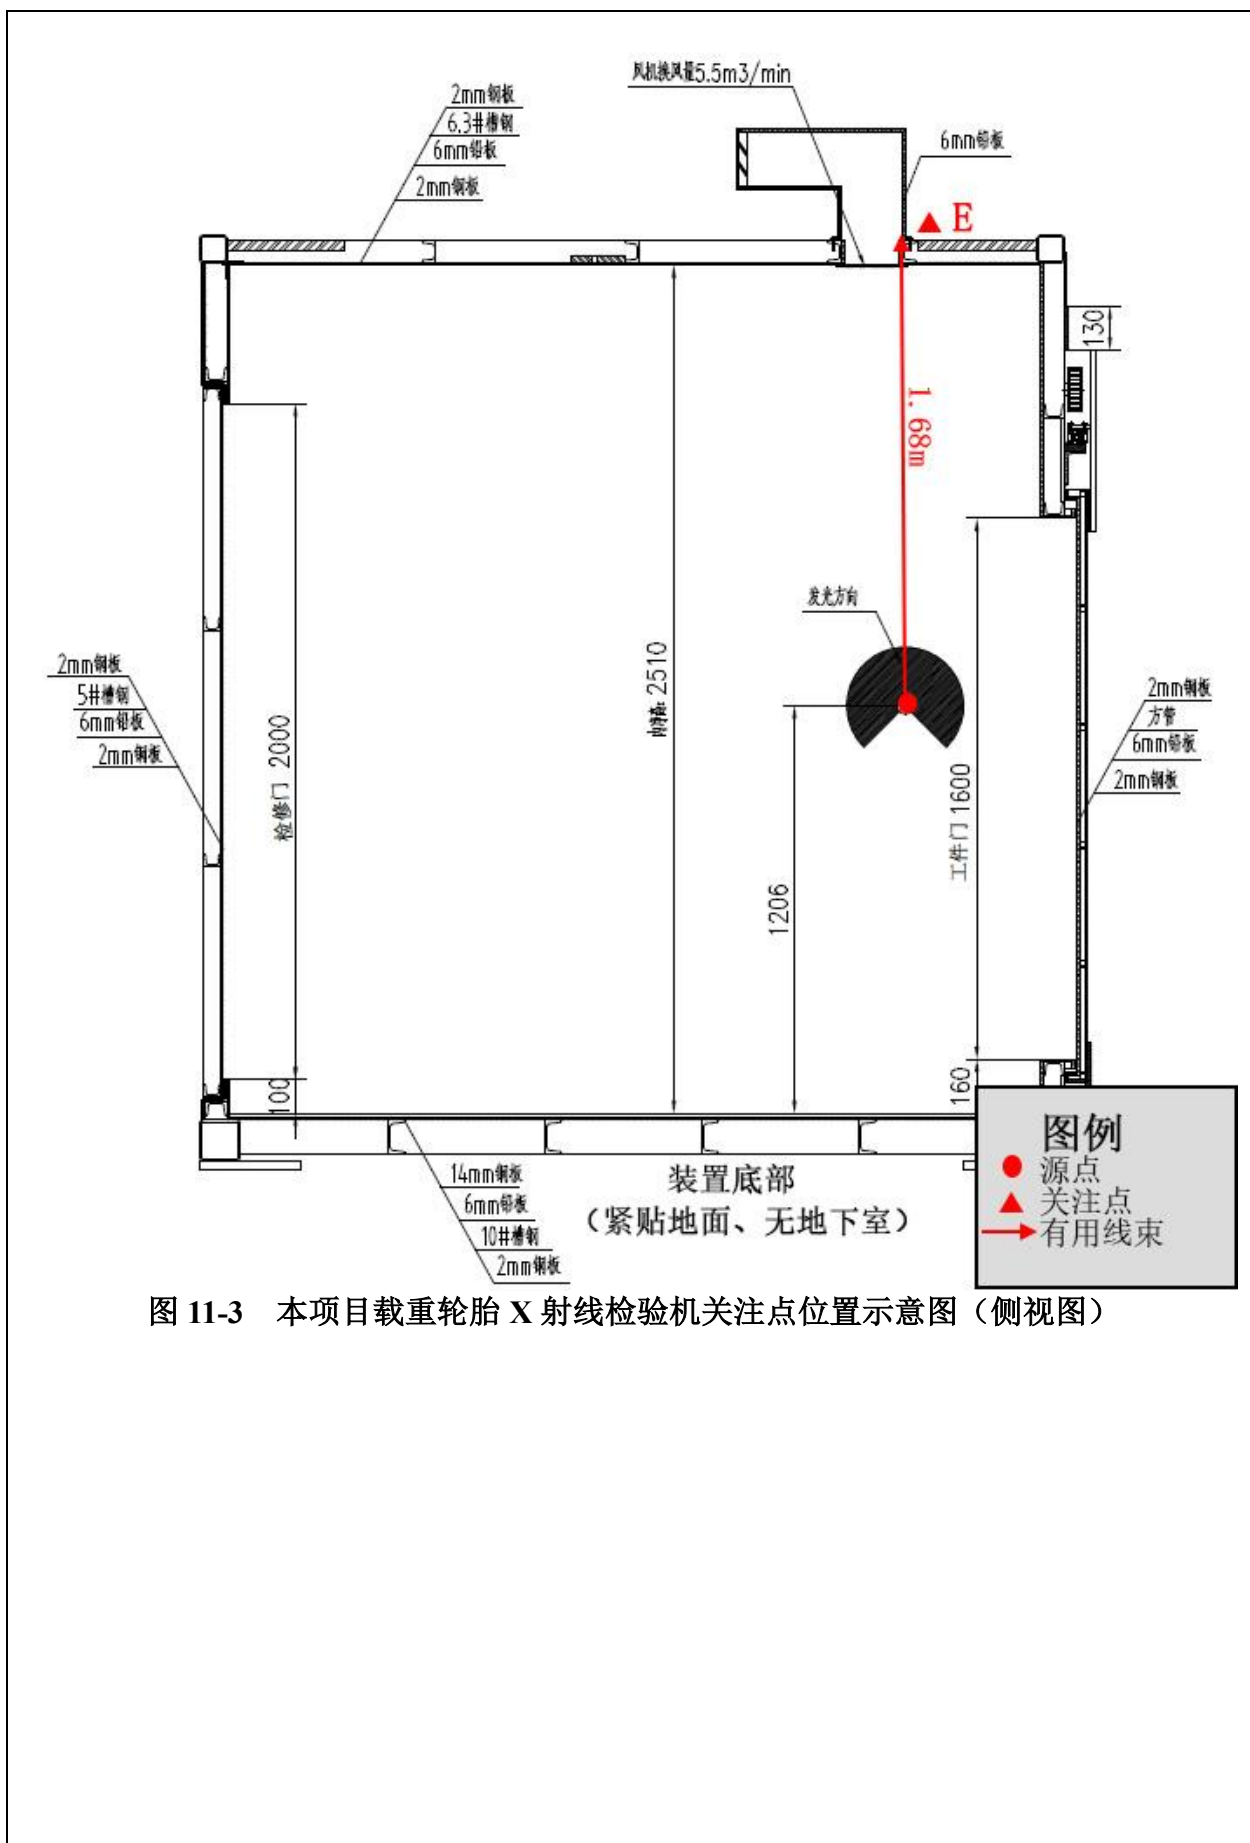 风机换风量5.5m3/min
2mm钢板
6.3#槽钢
6mm铅板
2mm钢板
6mm铅板
E
130
1.68m
发光方向
内净高 2510
2mm钢板
5#槽钢
6mm铅板
2mm钢板
检修门 2000
2mm钢板
方管
6mm铅板
2mm钢板
工件门 1600
1206
100
160
14mm钢板
6mm铅板
10#槽钢
2mm钢板
装置底部
（紧贴地面、无地下室）
图例
源点
关注点
有用线束
图 11-3 本项目载重轮胎 X 射线检验机关注点位置示意图（侧视图）